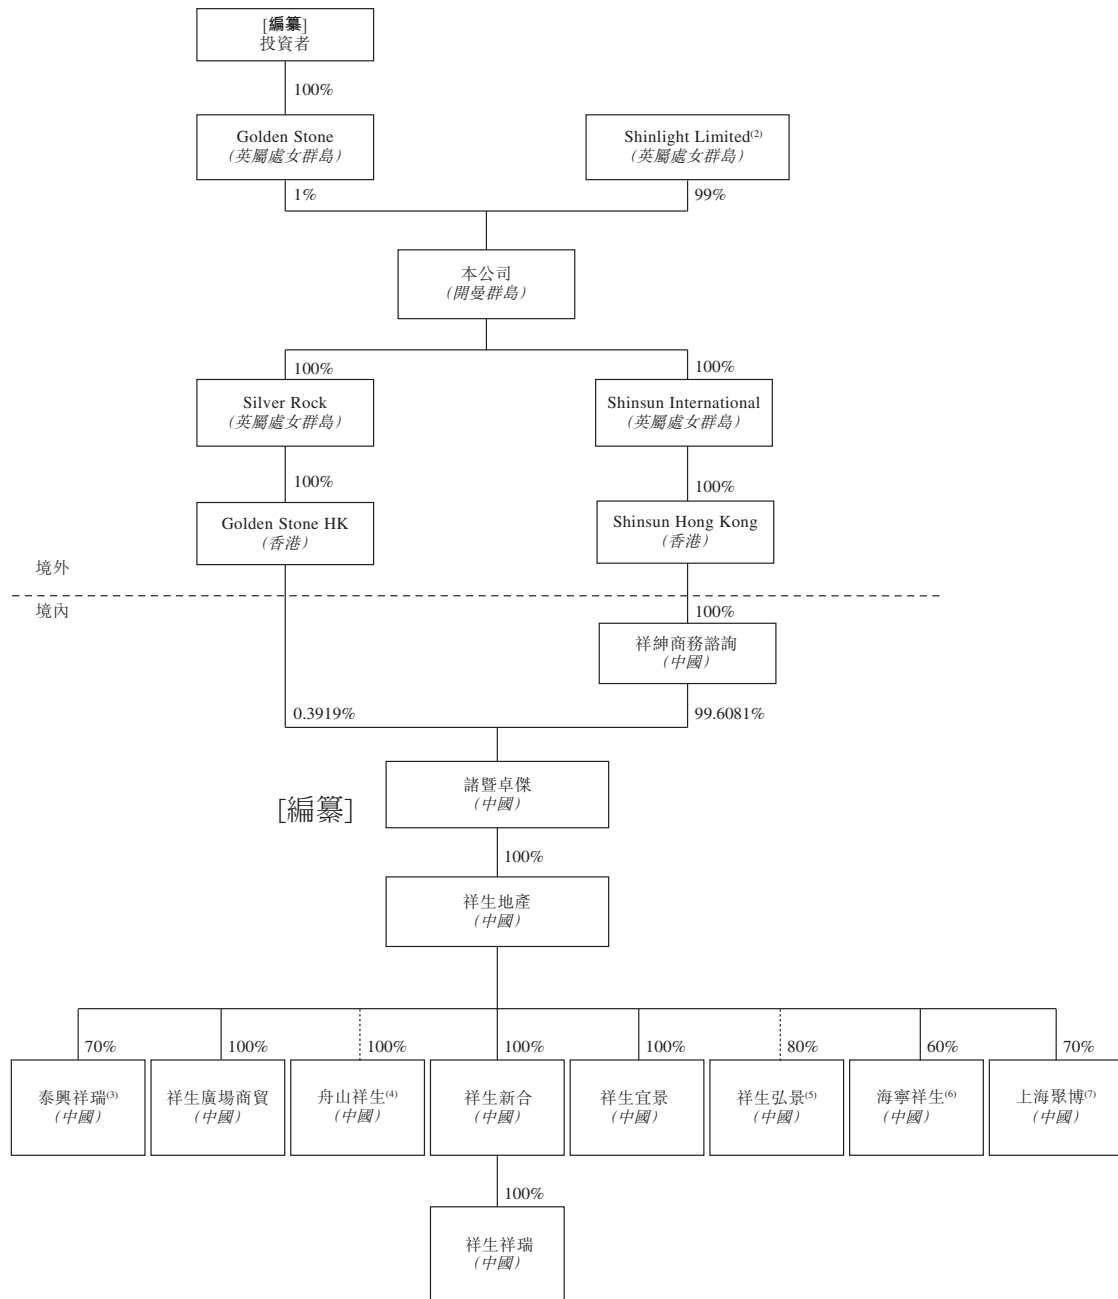 [編纂]
投資者
100%
Golden Stone
（英屬處女群島）
Shinlight Limited(2)
（英屬處女群島）
1%
99%
本公司
（開曼群島）
100%
100%
Silver Rock
（英屬處女群島）
Shinsun International
（英屬處女群島）
100%
100%
Golden Stone HK
（香港）
Shinsun Hong Kong
（香港）
境外
境內
100%
祥紳商務諮詢
（中國）
0.3919%
99.6081%
諸暨卓傑
（中國）
[編纂]
100%
祥生地產
（中國）
70%
100%
100%
100%
100%
80%
60%
70%
泰興祥瑞(3)
（中國）
祥生廣場商貿
（中國）
舟山祥生(4)
（中國）
祥生新合
（中國）
祥生宜景
（中國）
祥生弘景(5)
（中國）
海寧祥生(6)
（中國）
上海聚博(7)
（中國）
100%
祥生祥瑞
（中國）